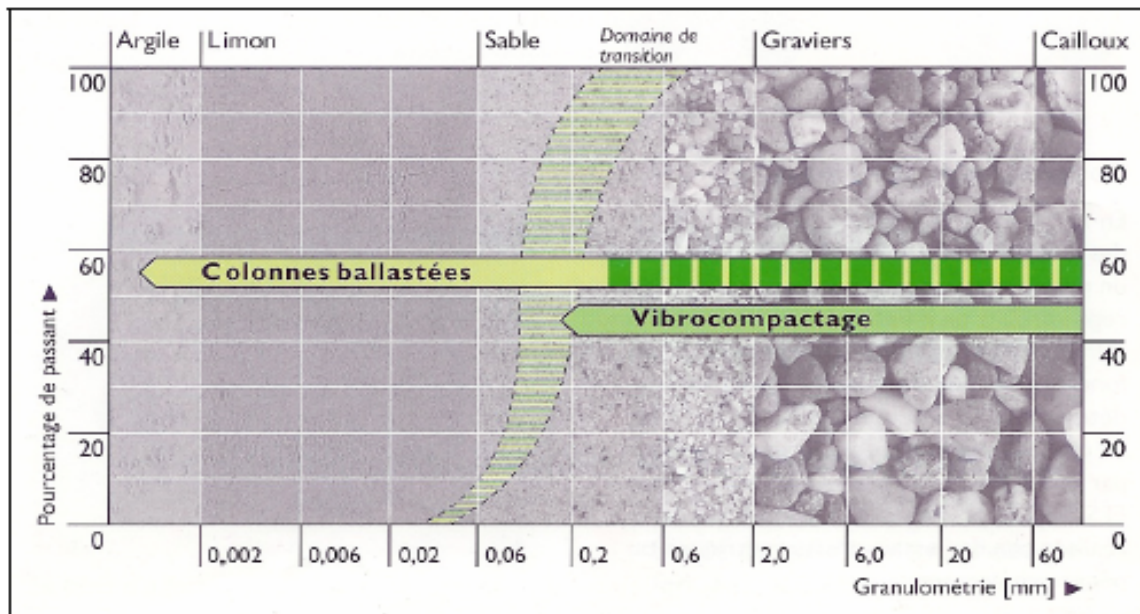 Argile Limon Sable Domaine de transition Graviers Cailloux
100 100
80 80
60 Colonnes ballastées 60
Vibrocompactage
40 40
20 20
0 0
Pourcentage de passant
0,002 0,006 0,02 0,06 0,2 0,6 2,0 6,0 20 60
Granulométrie [mm]